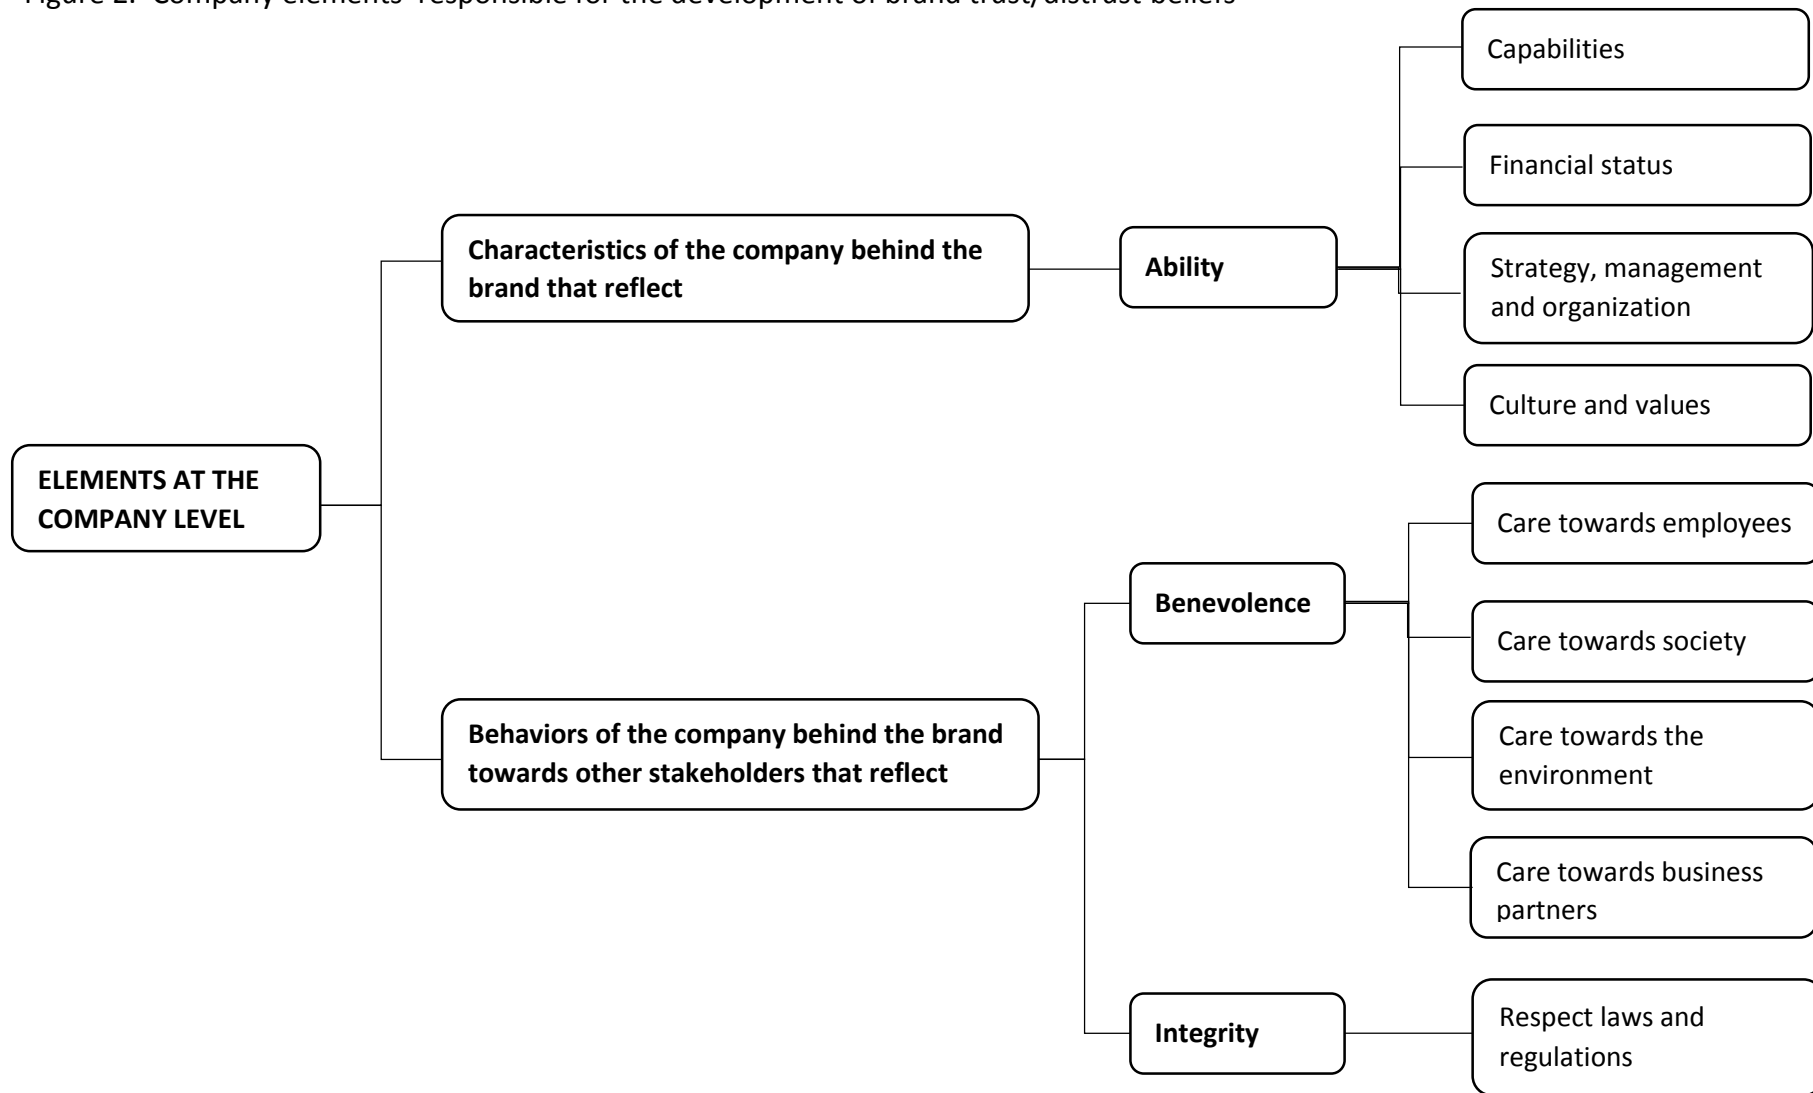 Figure 2. Company elements responsible for the development of brand trust/distrust beliefs
Capabilities
Financial status
Characteristics of the company behind the
brand that reflect
Ability
Strategy, management
and organization
Culture and values
ELEMENTS AT THE
COMPANY LEVEL
Care towards employees
Benevolence
Care towards society
Behaviors of the company behind the brand
towards other stakeholders that reflect
Care towards the
environment
Care towards business
partners
Integrity
Respect laws and
regulations